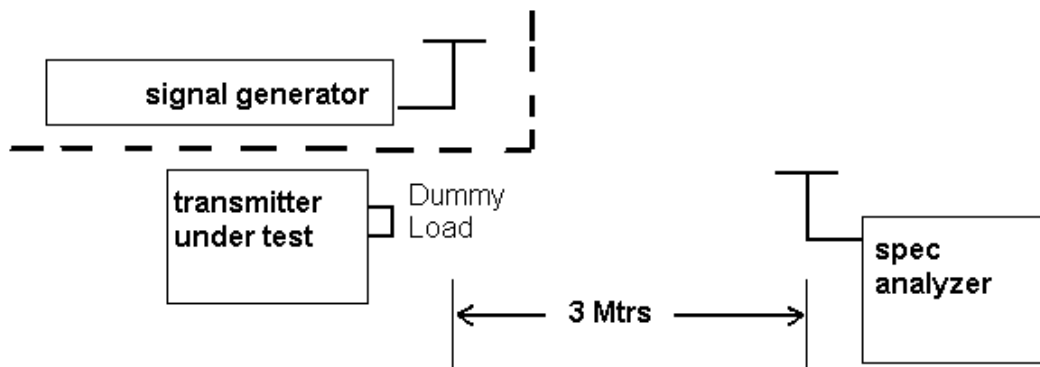 signal generator
transmitter
under test
Dummy
Load
spec
analyzer
3 Mtrs